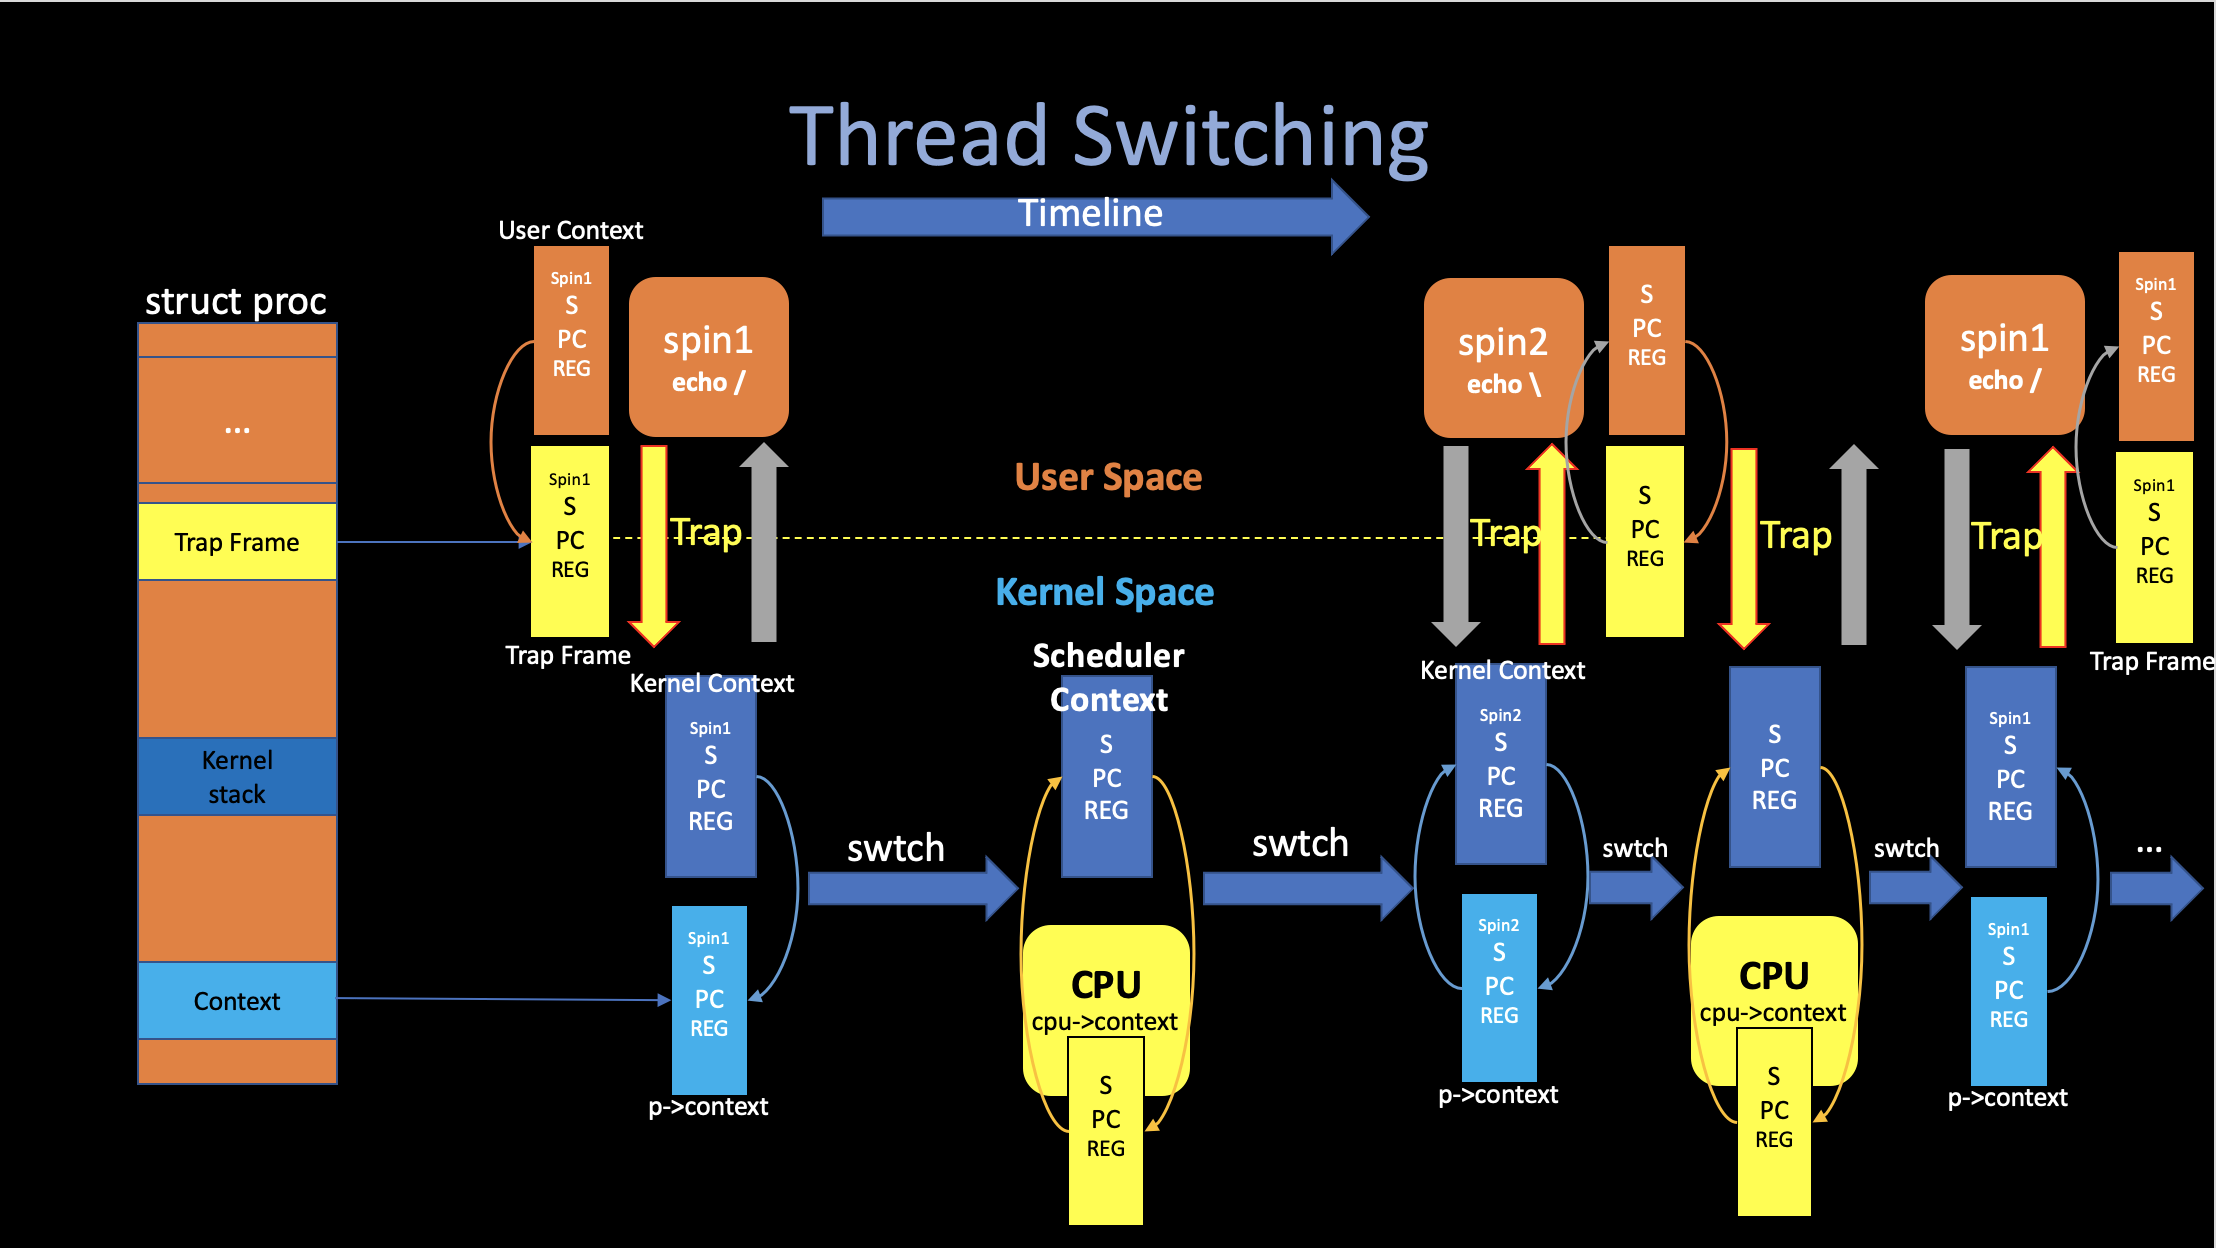 Thread Switching
Timeline
struct proc
...
Trap Frame
Kernel
stack
Context
User Context
Spin1
S
PC
REG
Spin1
S
PC
REG
Trap Frame
spin1
echo /
Trap
Kernel Context
Spin1
S
PC
REG
Spin1
S
PC
REG
p->context
swtch
User Space
Kernel Space
Scheduler
Context
S
PC
REG
CPU
cpu->context
S
PC
REG
swtch
spin2
echo \
Trap
S
PC
REG
S
PC
REG
Kernel Context
Spin2
S
PC
REG
Spin2
S
PC
REG
p->context
swtch
Trap
S
PC
REG
CPU
cpu->context
S
PC
REG
swtch
spin1
echo /
Trap
Spin1
S
PC
REG
Spin1
S
PC
REG
Trap Frame
Spin1
S
PC
REG
Spin1
S
PC
REG
p->context
...